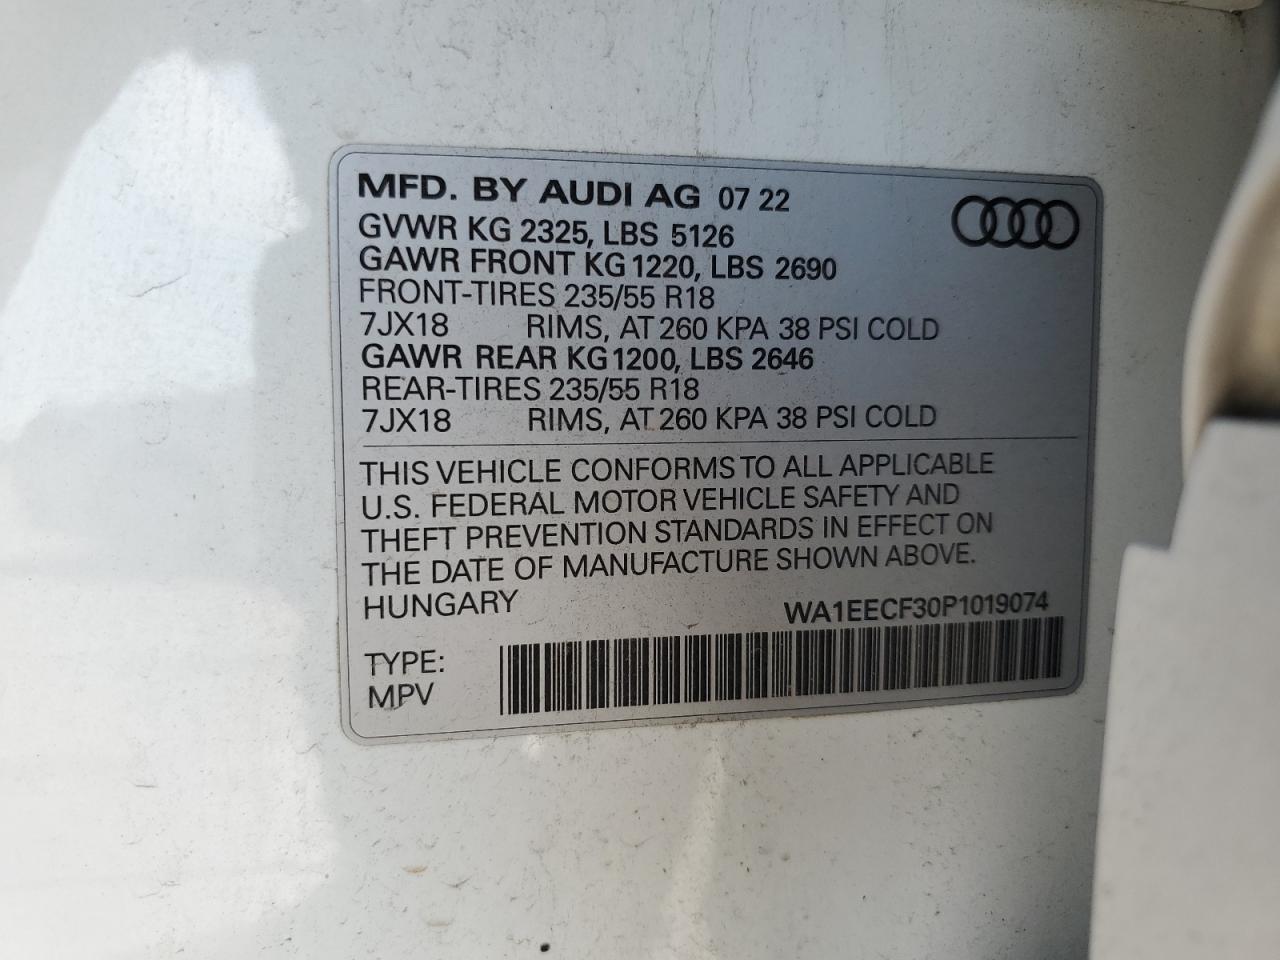 MFD. BY AUDI AG 07 22
GVWR KG 2325, LBS 5126
GAWR FRONT KG 1220, LBS 2690
FRONT-TIRES 235/55 R18
7JX18 RIMS, AT 260 KPA 38 PSI COLD
GAWR REAR KG 1200, LBS 2646
REAR-TIRES 235/55 R18
7JX18 RIMS, AT 260 KPA 38 PSI COLD
THIS VEHICLE CONFORMS TO ALL APPLICABLE
U.S. FEDERAL MOTOR VEHICLE SAFETY AND
THEFT PREVENTION STANDARDS IN EFFECT ON
THE DATE OF MANUFACTURE SHOWN ABOVE.
HUNGARY WA1EECF30P1019074
TYPE:
MPV